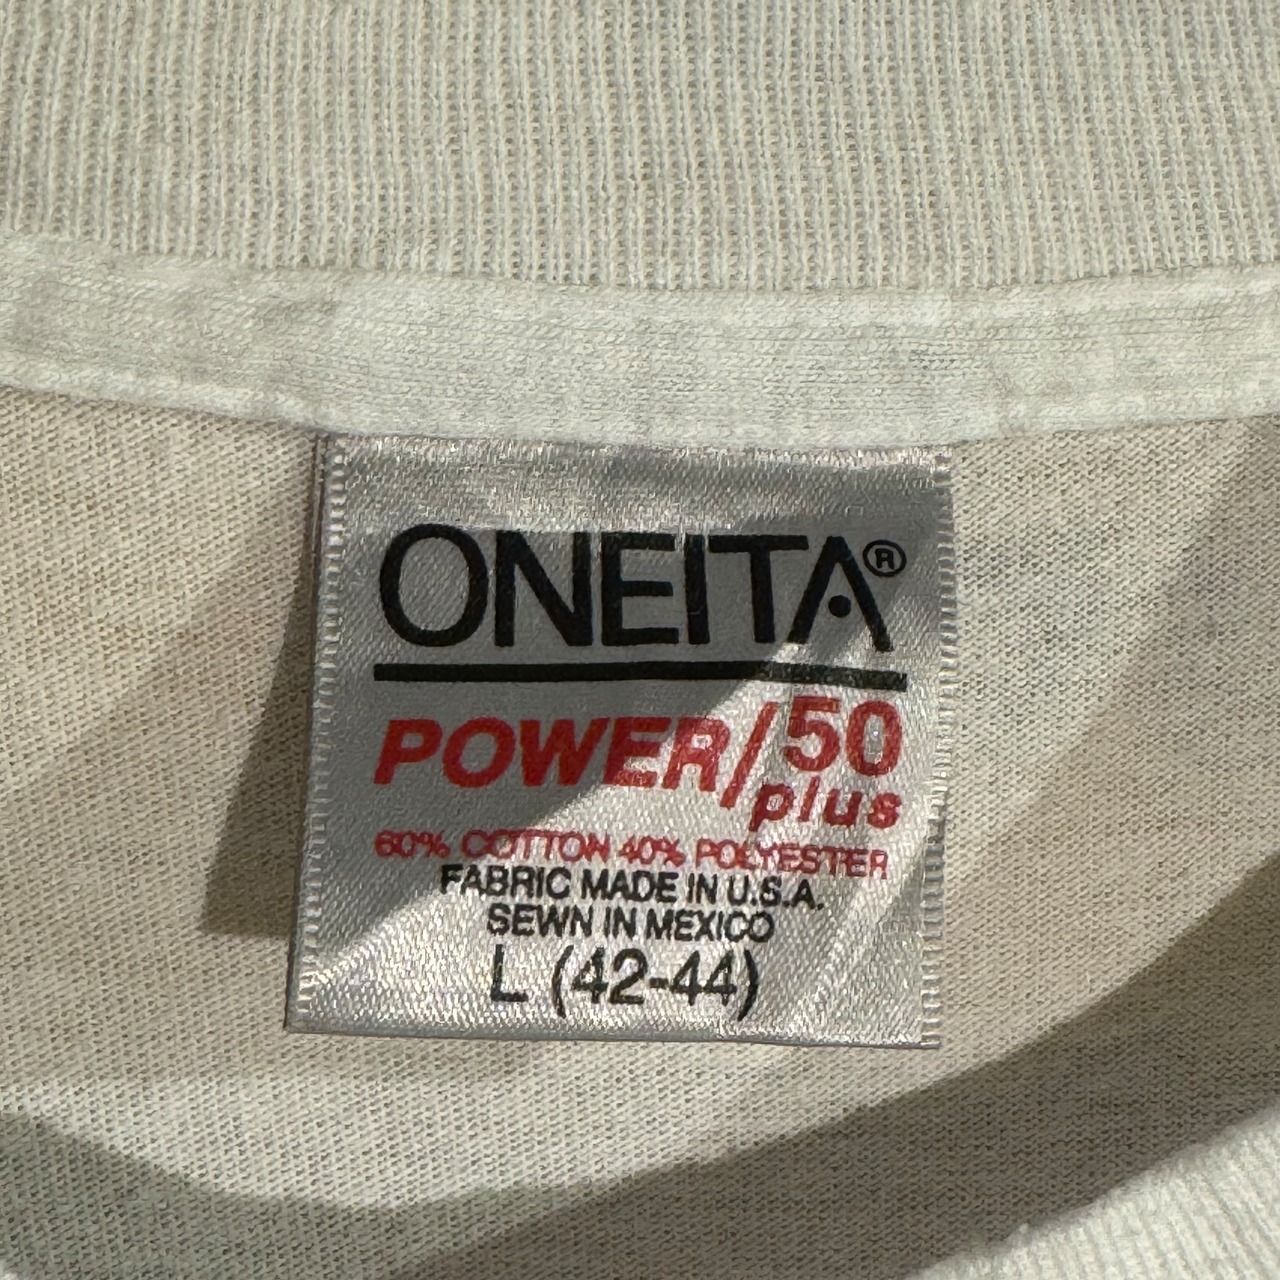 ONEITA®
POWER/50
plus
60% COTTON 40% POLYESTER
FABRIC MADE IN U.S.A.
SEWN IN MEXICO
L (42-44)